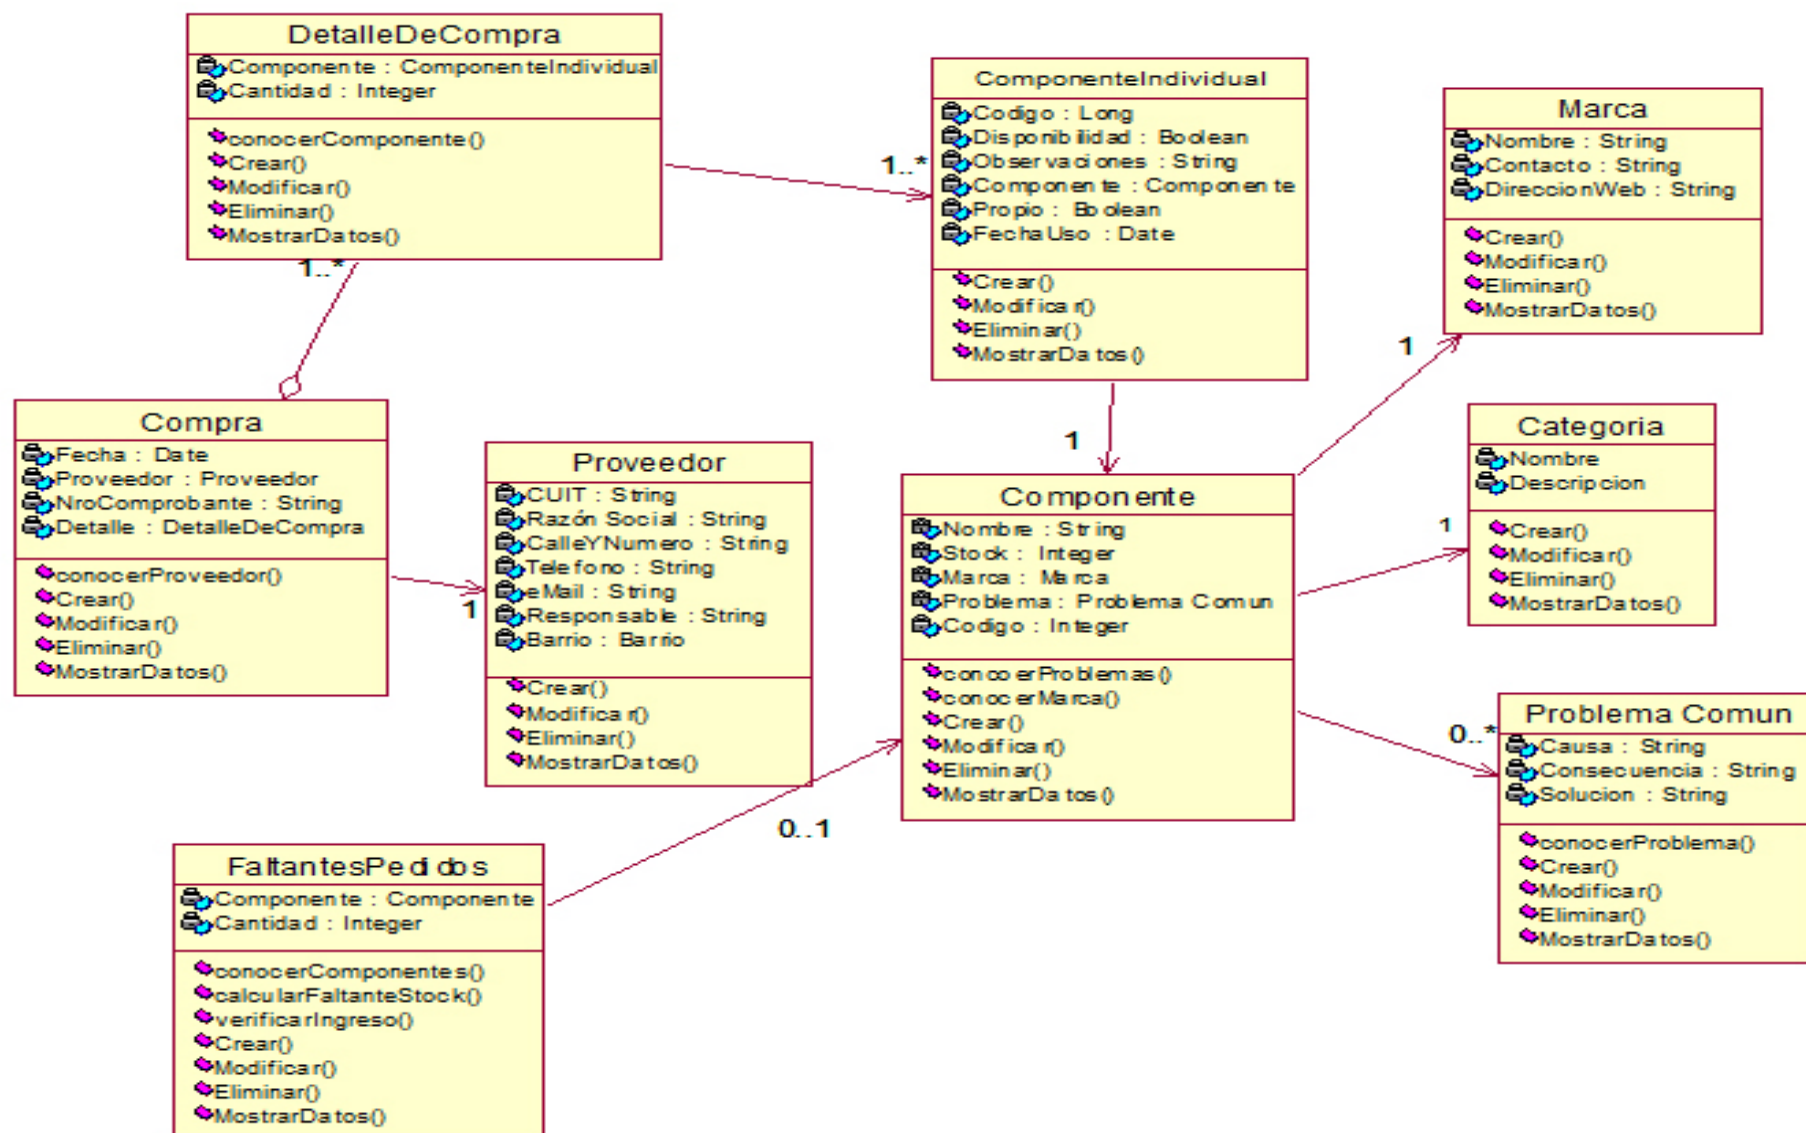 DetalleDeCompra
Componente : ComponenteIndividual
Cantidad : Integer
conocerComponente()
Crear()
Modificar()
Eliminar()
MostrarDatos()
1..*
ComponenteIndividual
Codigo : Long
Disponibilidad : Boolean
Observaciones : String
Componente : Componente
Propio : Boolean
FechaUso : Date
Crear()
Modificar()
Eliminar()
MostrarDatos()
1..*
Marca
Nombre : String
Contacto : String
DireccionWeb : String
Crear()
Modificar()
Eliminar()
MostrarDatos()
1
Compra
Fecha : Date
Proveedor : Proveedor
NroComprobante : String
Detalle : DetalleDeCompra
conocerProveedor()
Crear()
Modificar()
Eliminar()
MostrarDatos()
1
Proveedor
CUIT : String
Razón Social : String
CalleYNumero : String
Telefono : String
eMail : String
Responsable : String
Barrio : Barrio
Crear()
Modificar()
Eliminar()
MostrarDatos()
1
Componente
Nombre : String
Stock : Integer
Marca : Marca
Problema : Problema Comun
Codigo : Integer
conocerProblemas()
conocerMarca()
Crear()
Modificar()
Eliminar()
MostrarDatos()
1
Categoria
Nombre
Descripcion
Crear()
Modificar()
Eliminar()
MostrarDatos()
0..*
Problema Comun
Causa : String
Consecuencia : String
Solucion : String
conocerProblema()
Crear()
Modificar()
Eliminar()
MostrarDatos()
0..1
FaltantesPedidos
Componente : Componente
Cantidad : Integer
conocerComponentes()
calcularFaltanteStock()
verificarIngreso()
Crear()
Modificar()
Eliminar()
MostrarDatos()